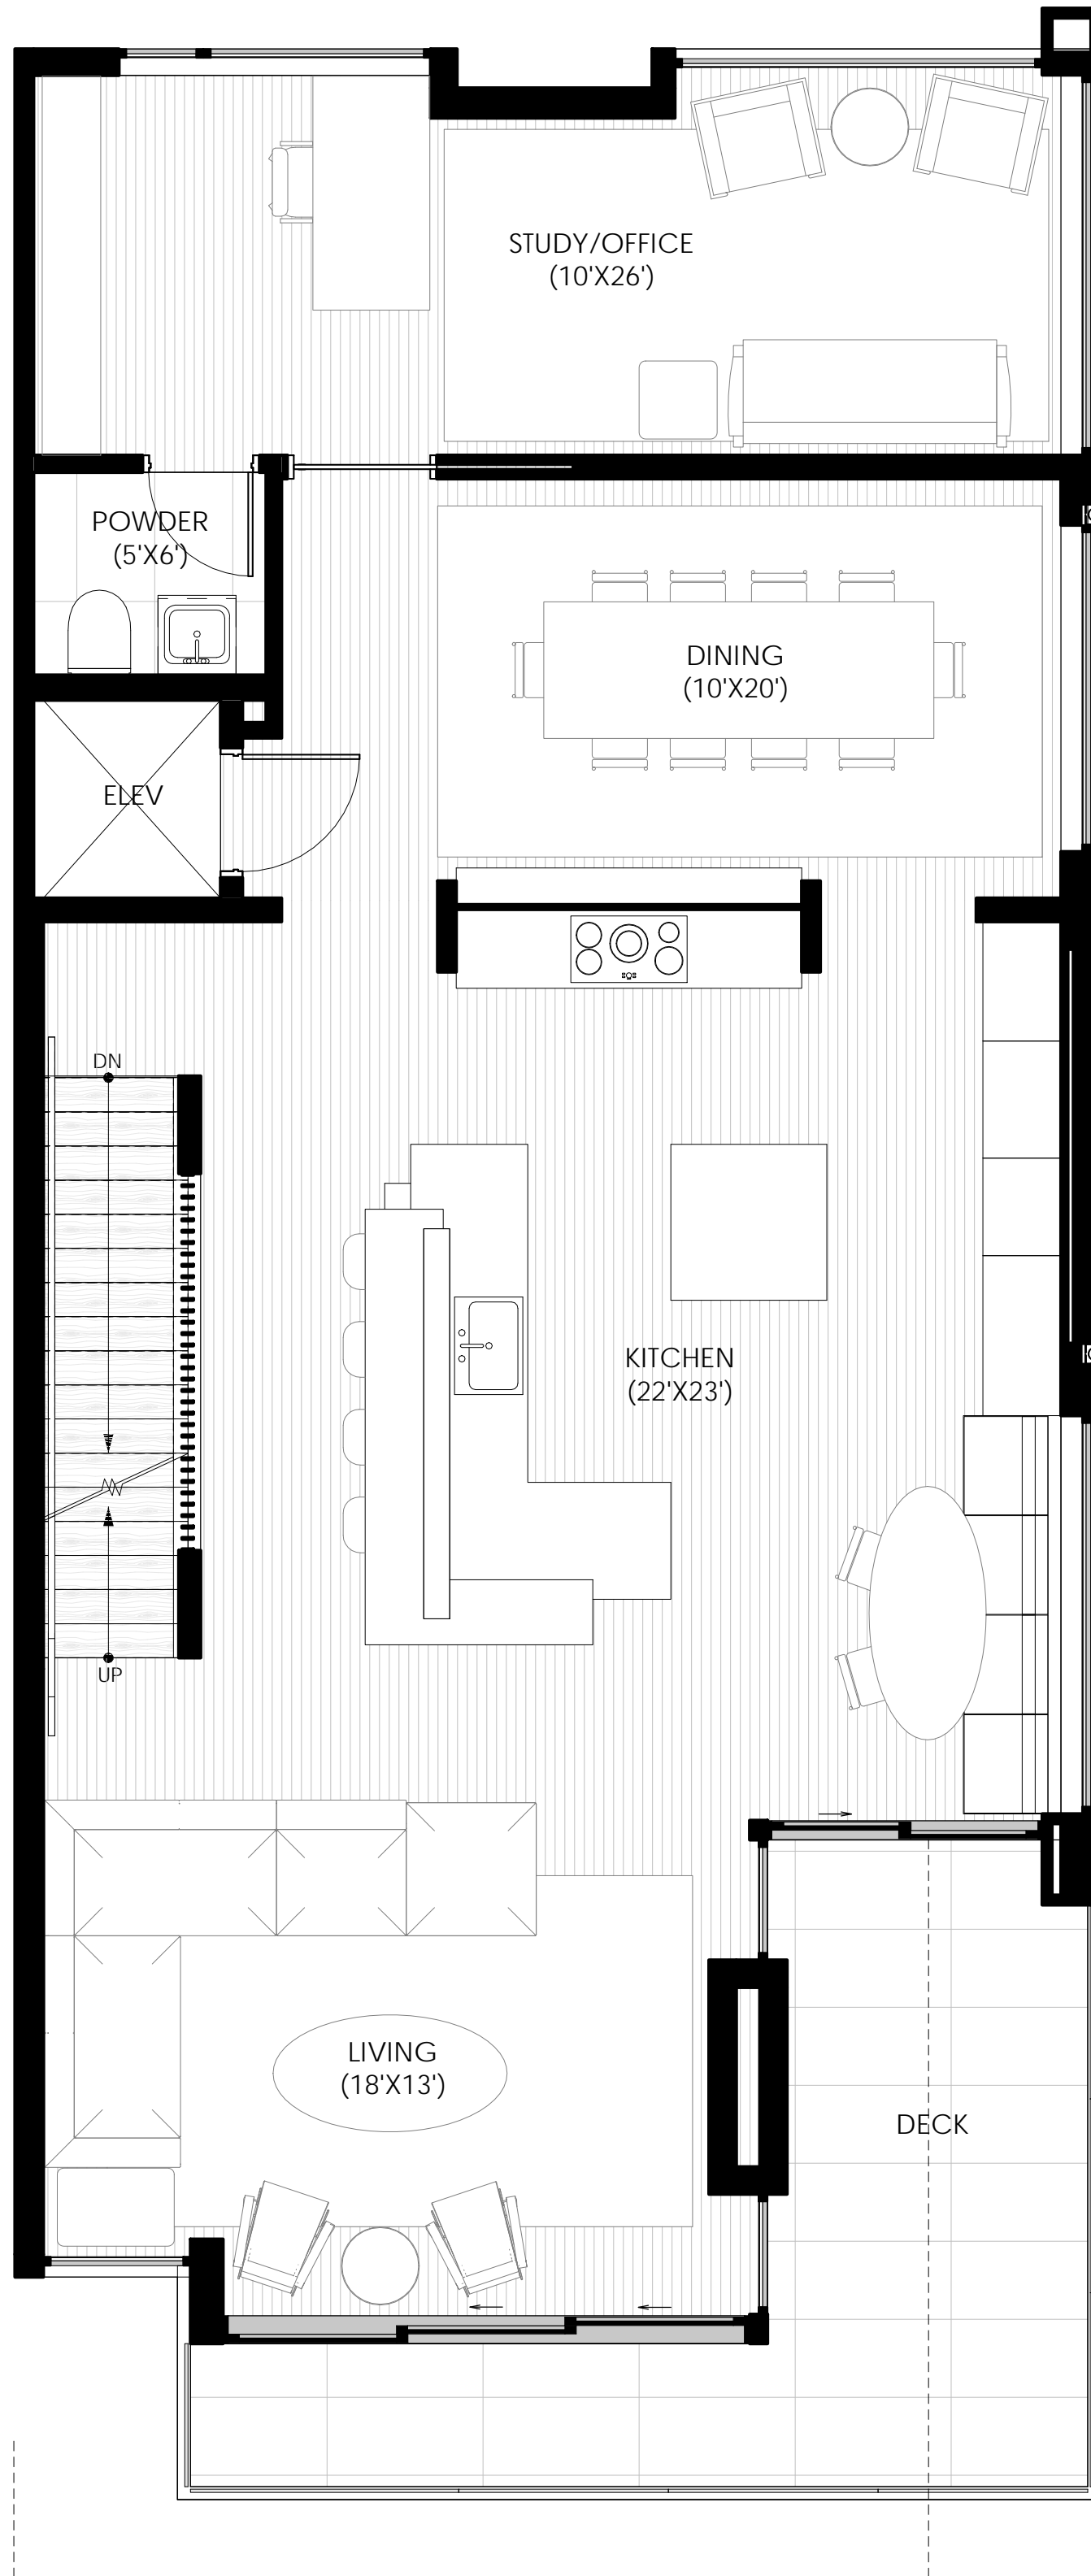 STUDY/OFFICE
(10'X26')
POWDER
(5'X6')
DINING
(10'X20')
ELEV
DN
KITCHEN
(22'X23')
UP
LIVING
(18'X13')
DECK